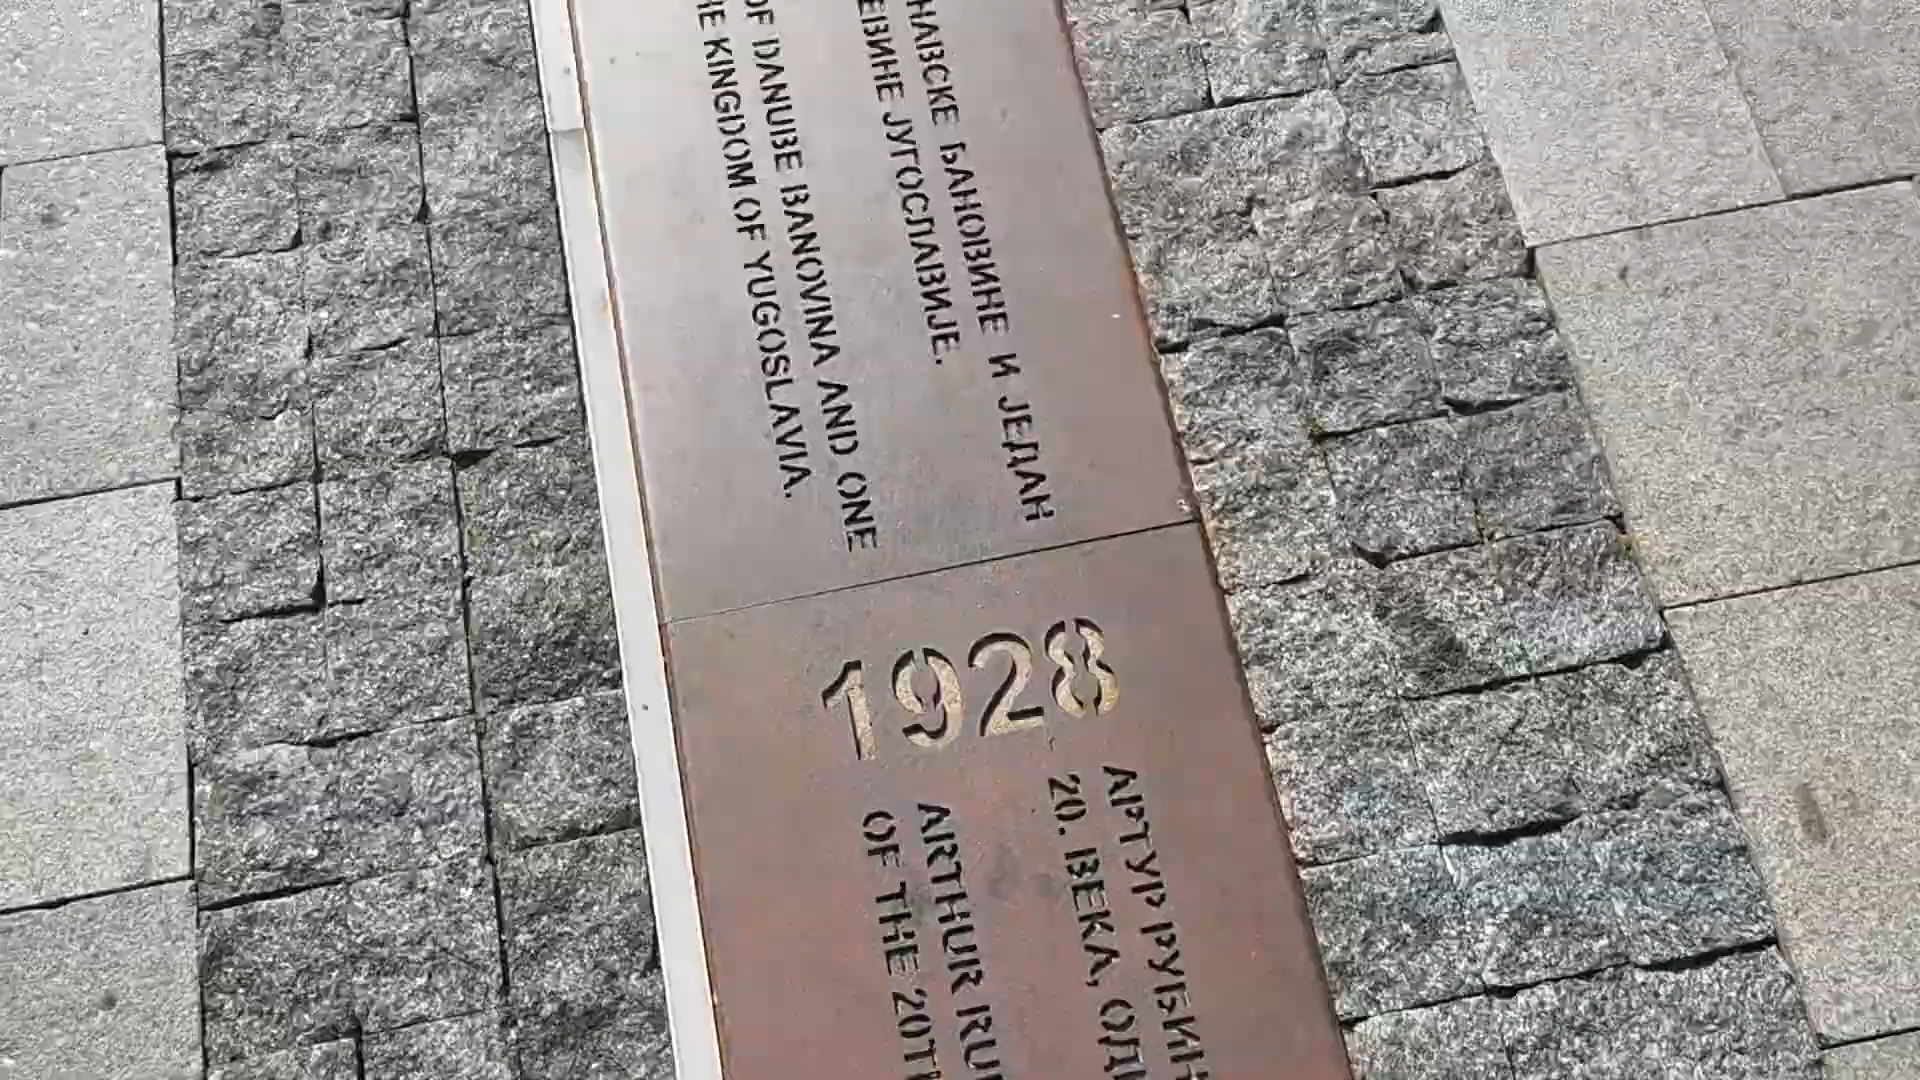 НАВСКЕ БАНОВИНЕ И ЈЕДАН
ЕВИНЕ ЈУГОСЛАВИЈЕ.
OF DANUBE BANOVINA AND ONE
HE KINGDOM OF YUGOSLAVIA.
1928
АРТУР РУБИН
20. ВЕКА, ОД
ARTHUR RU
OF THE 20T